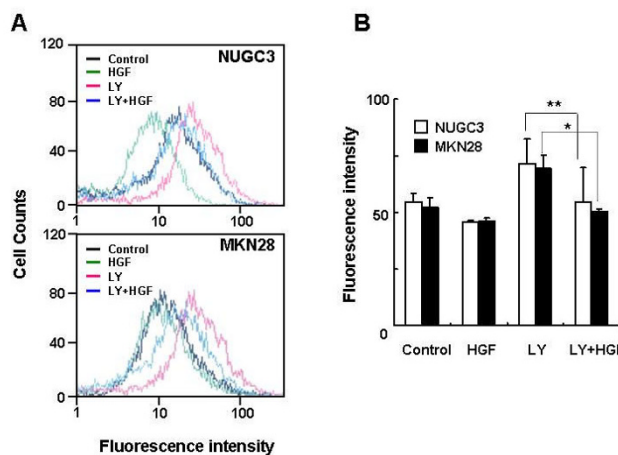 A
120
80
40
0
NUGC3
Control
HGF
LY
LY+HGF
1
10
100
120
80
40
0
MKN28
Control
HGF
LY
LY+HGF
1
10
100
Cell Counts
Fluorescence intensity
B
100
50
0
Fluorescence intensity
NUGC3
MKN28
**
*
Control HGF LY LY+HGF